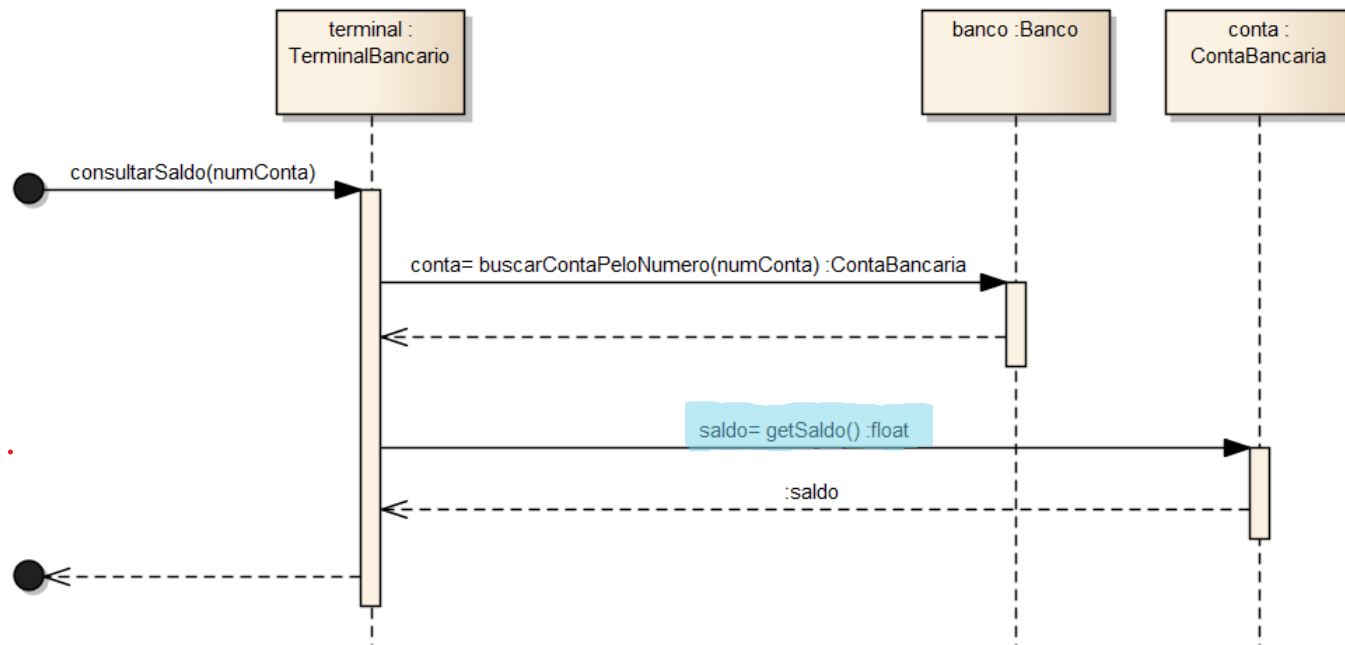 terminal :
TerminalBancario
banco :Banco
conta :
ContaBancaria
consultarSaldo(numConta)
conta= buscarContaPeloNumero(numConta) :ContaBancaria
saldo= getSaldo() :float
:saldo